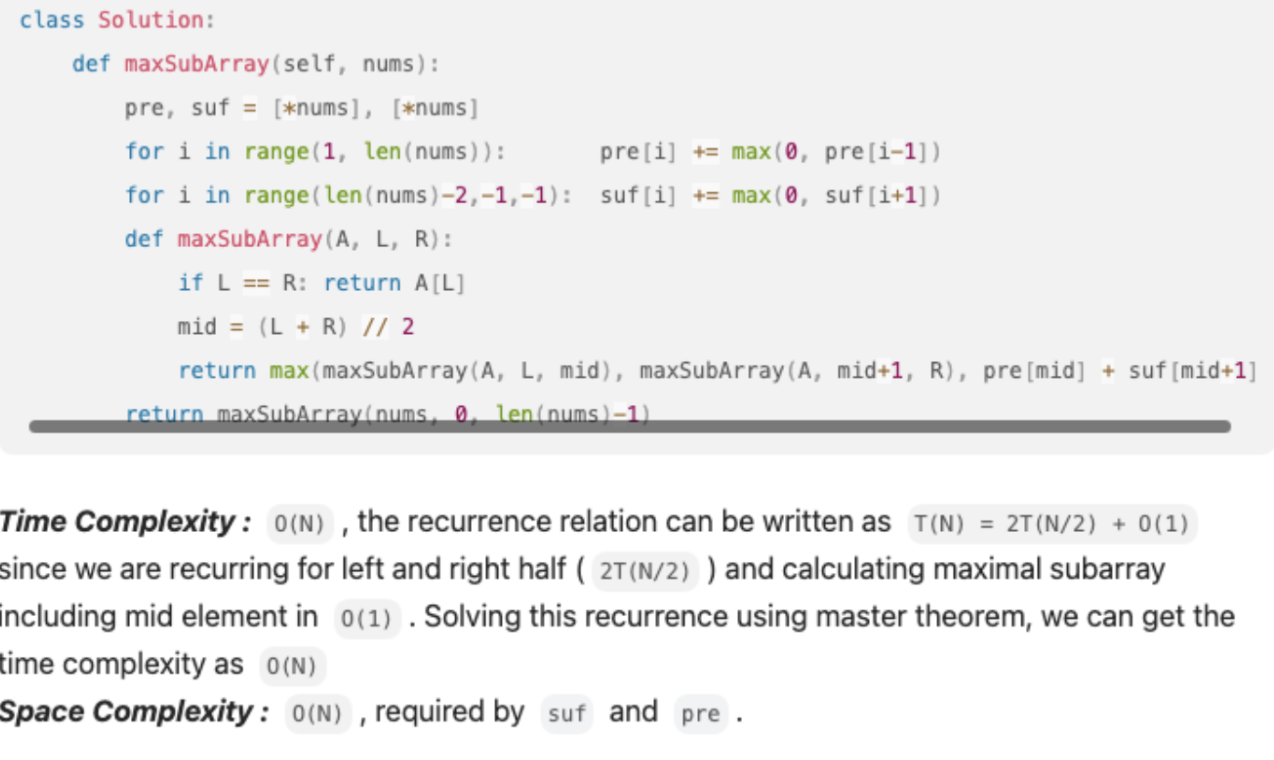 class Solution:
    def maxSubArray(self, nums):
        pre, suf = [*nums], [*nums]
        for i in range(1, len(nums)):       pre[i] += max(0, pre[i-1])
        for i in range(len(nums)-2,-1,-1):  suf[i] += max(0, suf[i+1])
        def maxSubArray(A, L, R):
            if L == R: return A[L]
            mid = (L + R) // 2
            return max(maxSubArray(A, L, mid), maxSubArray(A, mid+1, R), pre[mid] + suf[mid+1]
        return maxSubArray(nums, 0, len(nums)-1)
Time Complexity : O(N) , the recurrence relation can be written as T(N) = 2T(N/2) + O(1)
since we are recurring for left and right half ( 2T(N/2) ) and calculating maximal subarray
including mid element in O(1) . Solving this recurrence using master theorem, we can get the
time complexity as O(N)
Space Complexity : O(N) , required by suf and pre .